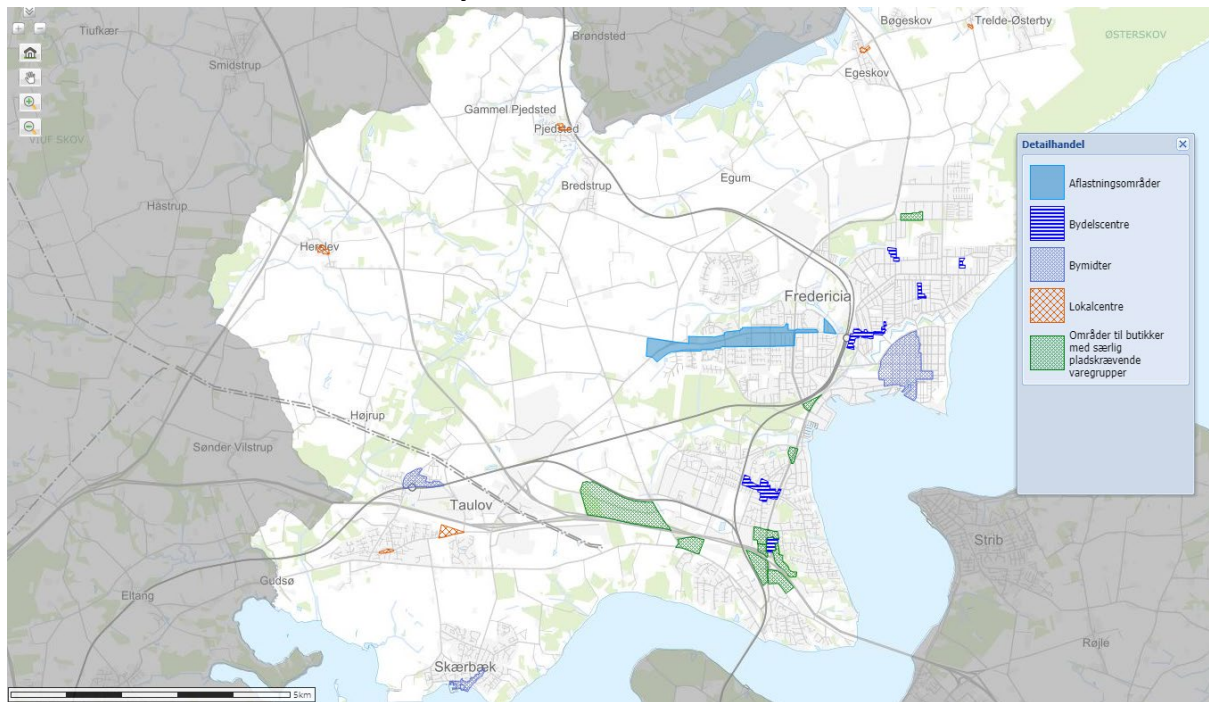 Tiufkær
Brøndsted
Bøgeskov
Trelde-Østerby
ØSTERSKOV
Smidstrup
Egeskov
Gammel Pjedsted
Pjedsted
VIUF SKOV
Bredstrup
Egum
Håstrup
Herslev
Fredericia
Højrup
Sønder Vilstrup
Taulov
Strib
Gudsø
Eltang
Røjle
Skærbæk
5km
Detailhandel
Aflastningsområder
Bydelscentre
Bymidter
Lokalcentre
Områder til butikker
med særlig
pladskrævende
varegrupper